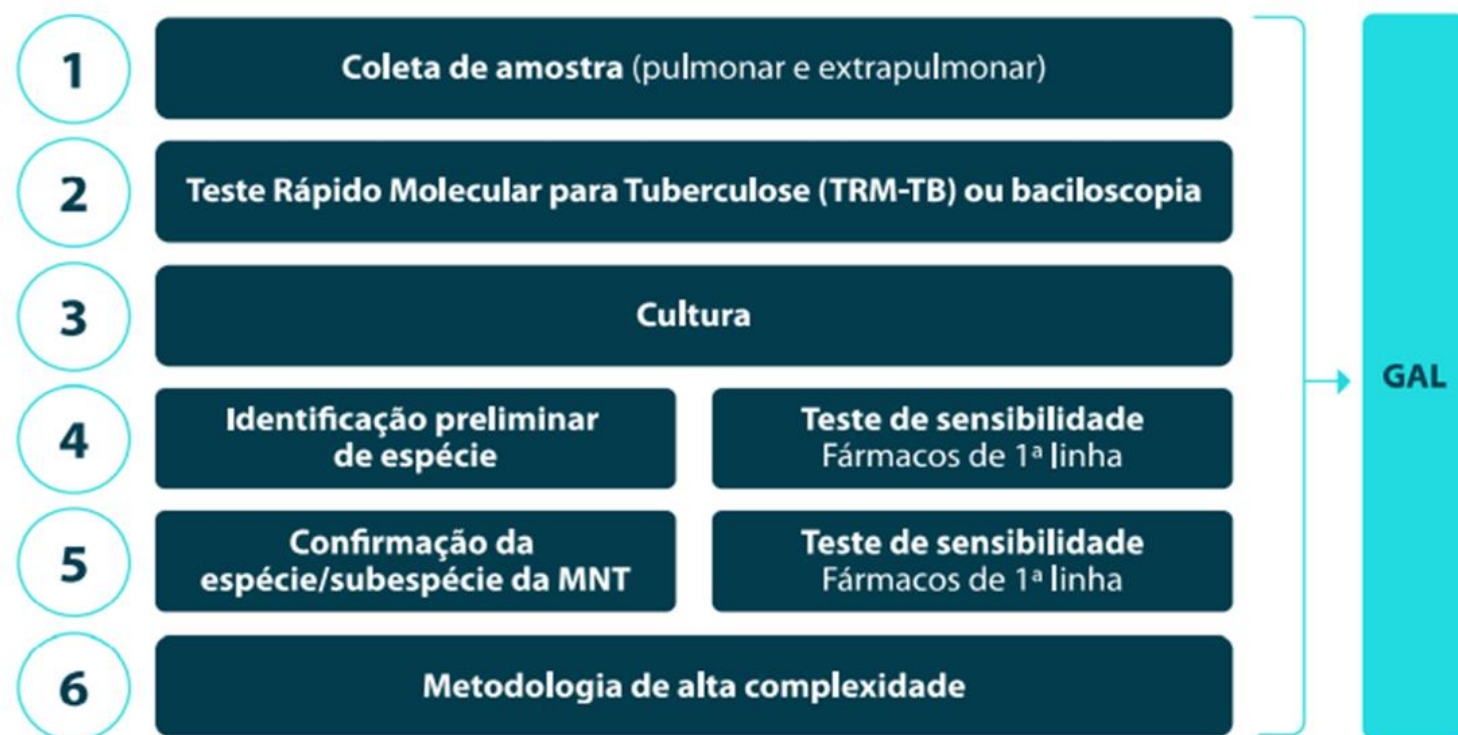 1
Coleta de amostra (pulmonar e extrapulmonar)
2
Teste Rápido Molecular para Tuberculose (TRM-TB) ou baciloscopia
3
Cultura
4
Identificação preliminar
de espécie
Teste de sensibilidade
Fármacos de 1ª linha
5
Confirmação da
espécie/subespécie da MNT
Teste de sensibilidade
Fármacos de 1ª linha
6
Metodologia de alta complexidade
GAL